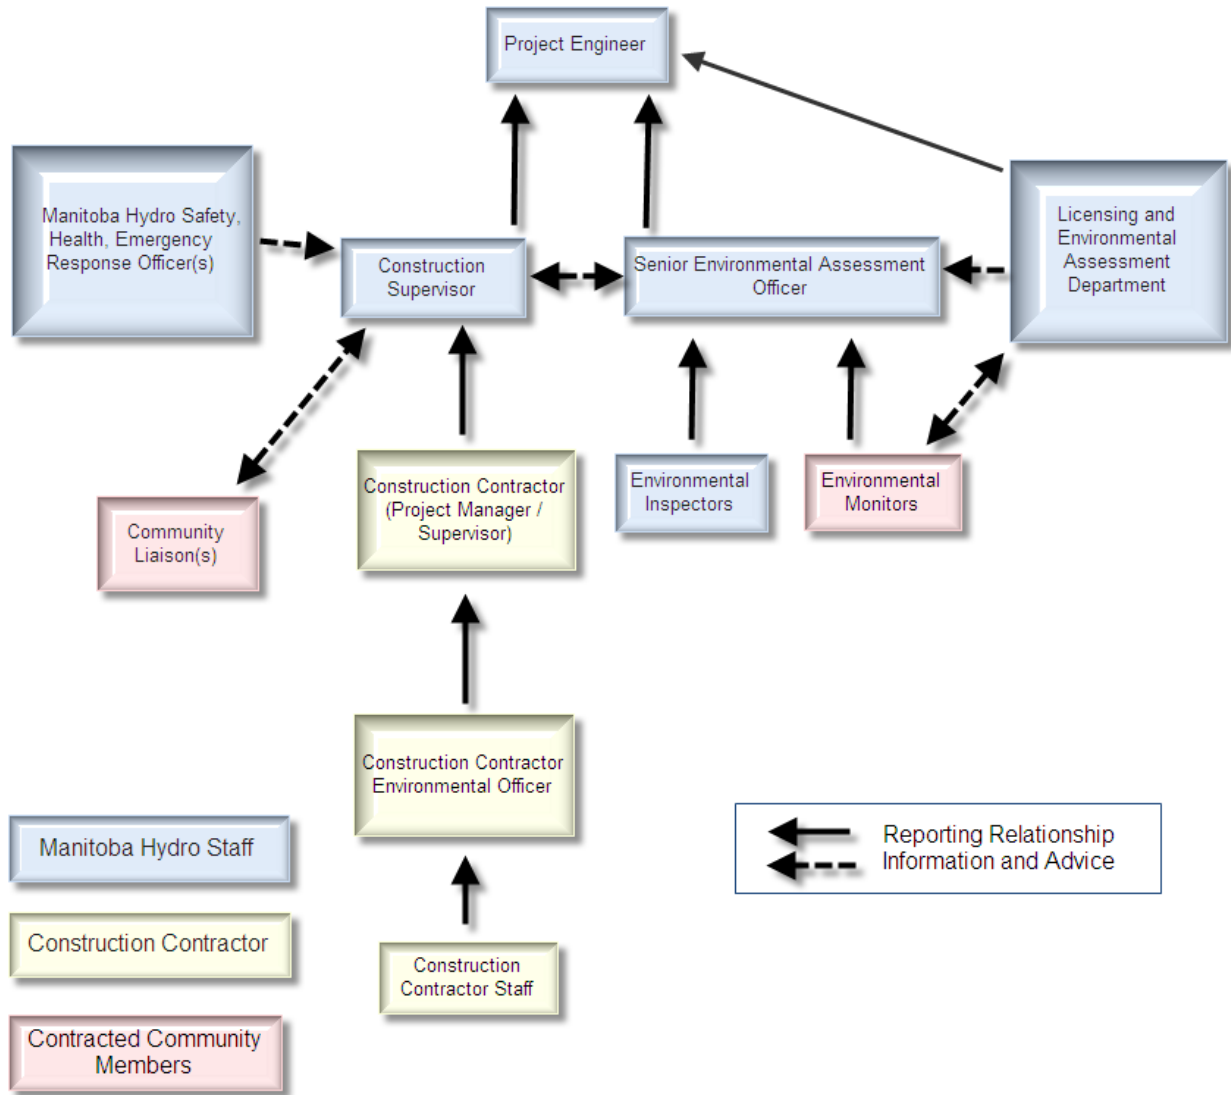 Project Engineer
Manitoba Hydro Safety,
Health, Emergency
Response Officer(s)
Construction
Supervisor
Senior Environmental Assessment
Officer
Licensing and
Environmental
Assessment
Department
Community
Liaison(s)
Construction Contractor
(Project Manager /
Supervisor)
Environmental
Inspectors
Environmental
Monitors
Construction Contractor
Environmental Officer
Construction
Contractor Staff
Manitoba Hydro Staff
Construction Contractor
Contracted Community
Members
Reporting Relationship
Information and Advice